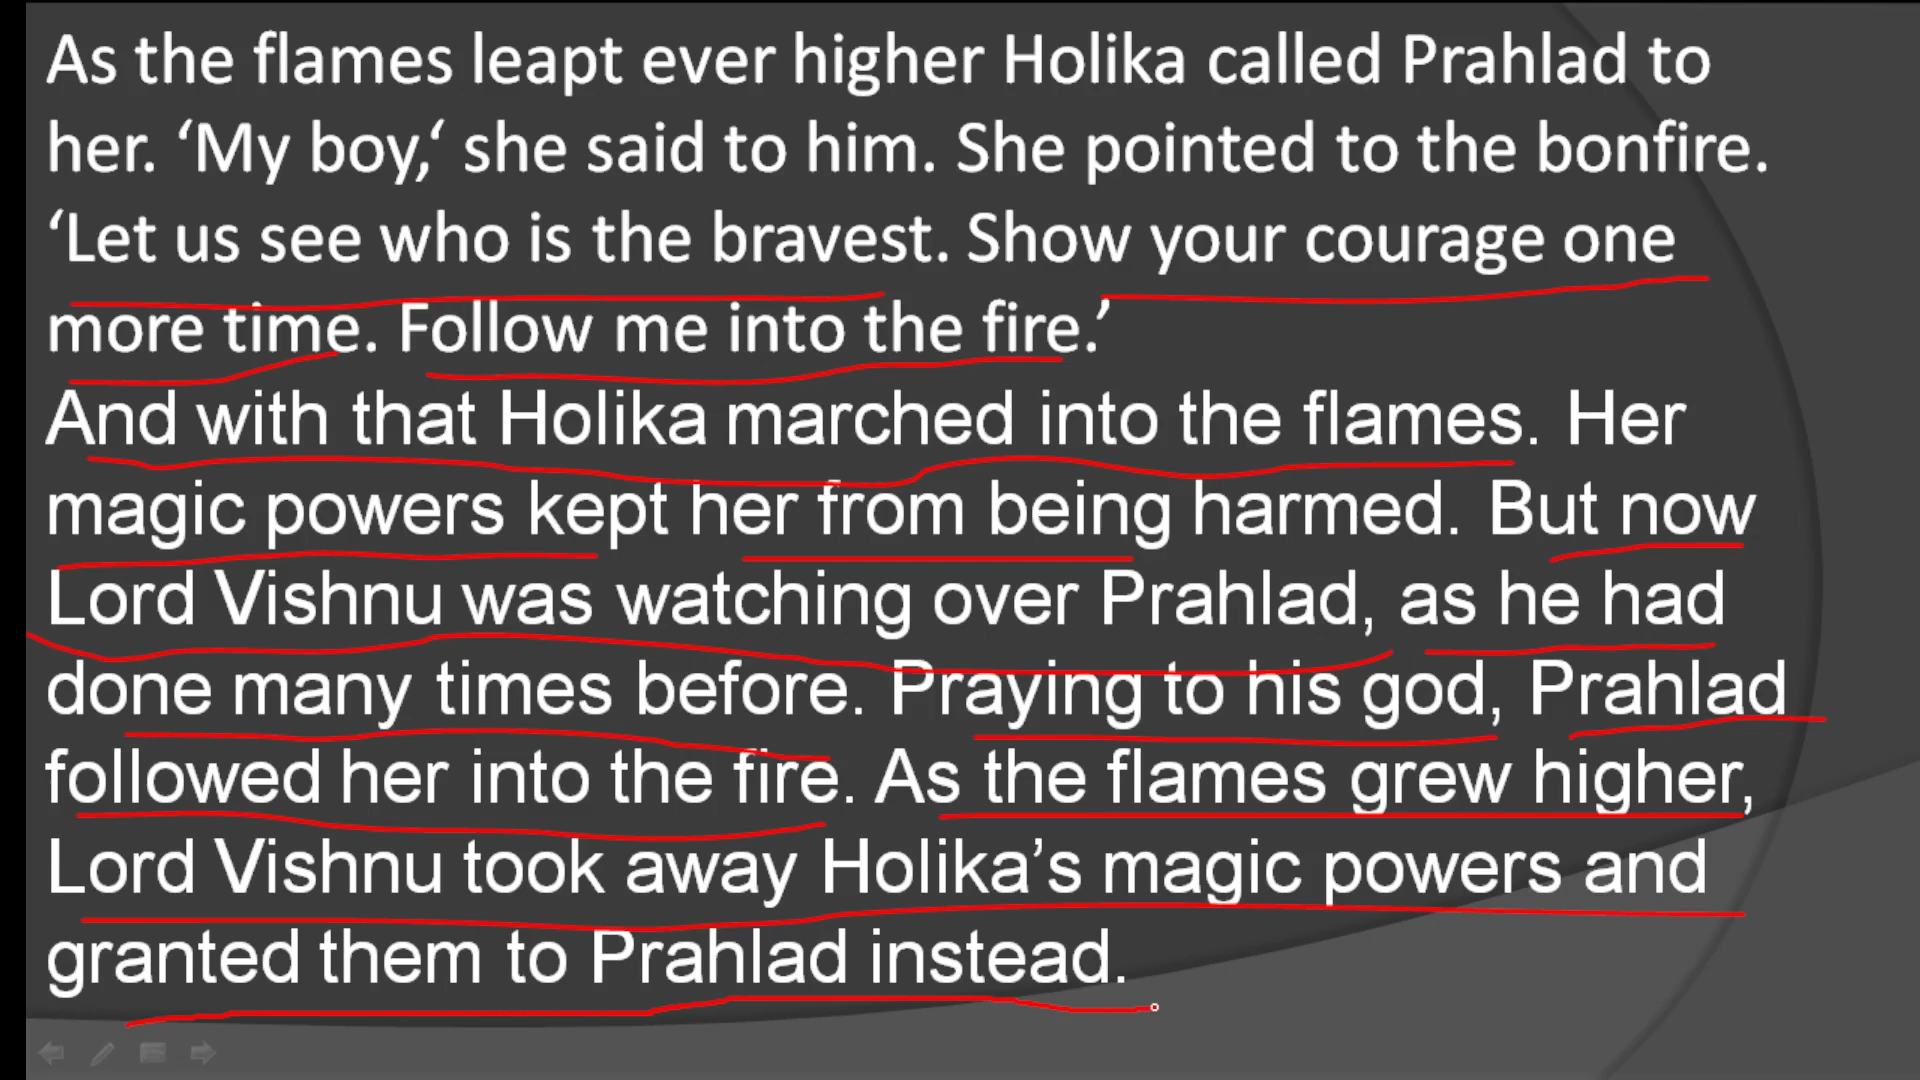 As the flames leapt ever higher Holika called Prahlad to
her. ‘My boy,‘ she said to him. She pointed to the bonfire.
‘Let us see who is the bravest. Show your courage one
more time. Follow me into the fire.’
And with that Holika marched into the flames. Her
magic powers kept her from being harmed. But now
Lord Vishnu was watching over Prahlad, as he had
done many times before. Praying to his god, Prahlad
followed her into the fire. As the flames grew higher,
Lord Vishnu took away Holika’s magic powers and
granted them to Prahlad instead.